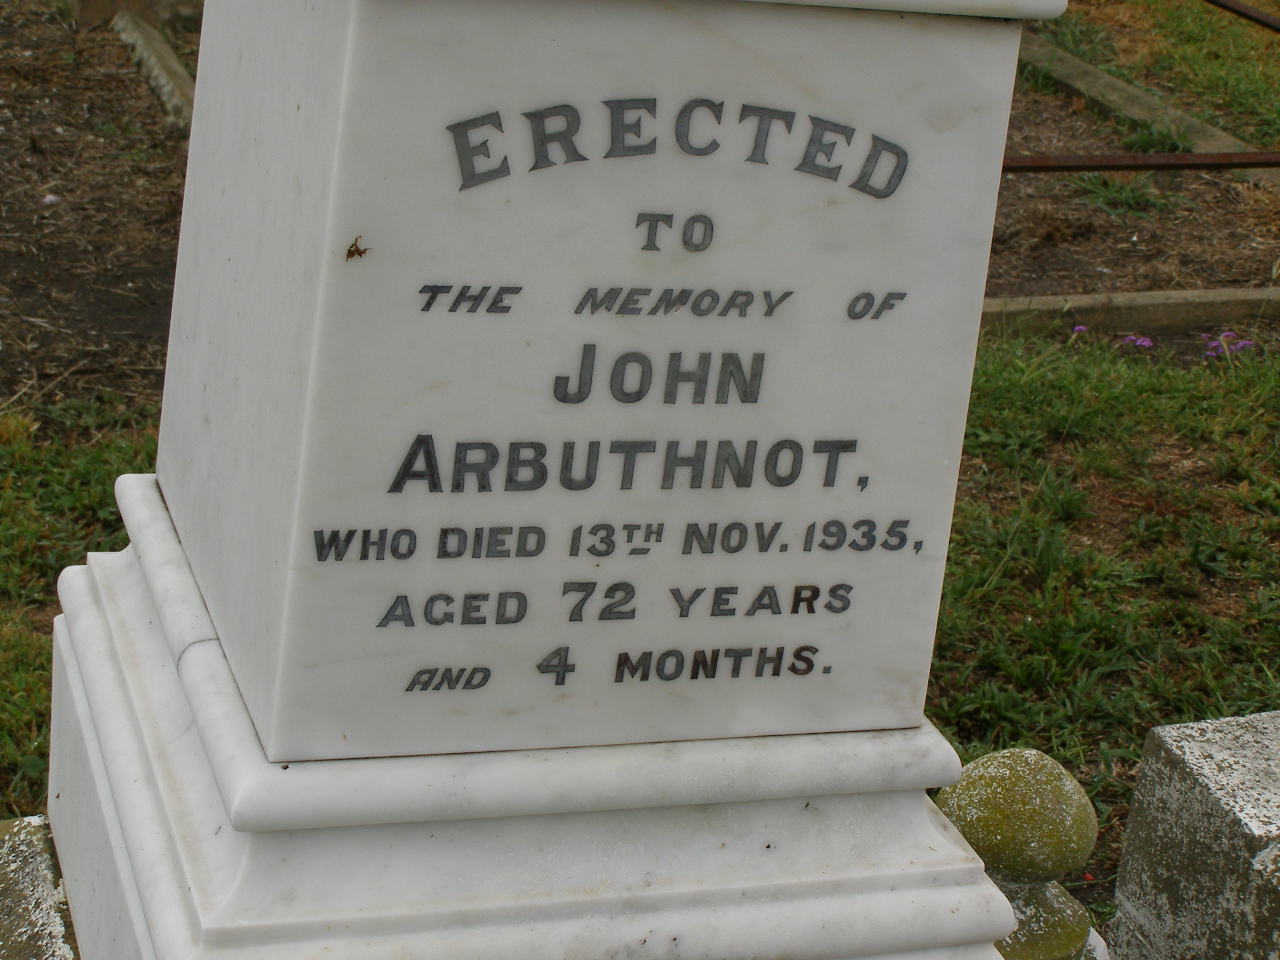 ERECTED
TO
THE MEMORY OF
JOHN
ARBUTHNOT,
WHO DIED 13TH NOV. 1935,
AGED 72 YEARS
AND 4 MONTHS.